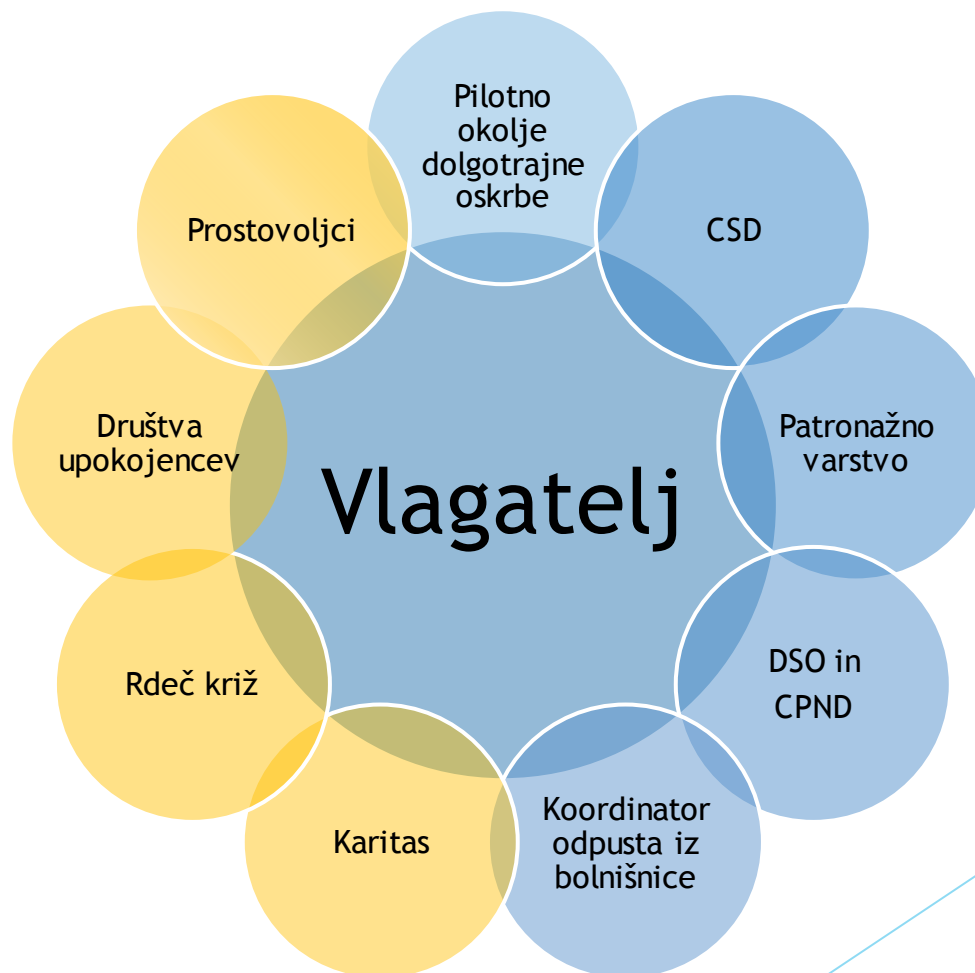 Pilotno
okolje
dolgotrajne
oskrbe
Prostovoljci
CSD
Društva
upokojencev
Vlagatelj
Patronažno
varstvo
Rdeč križ
DSO in
CPND
Karitas
Koordinator
odpusta iz
bolnišnice